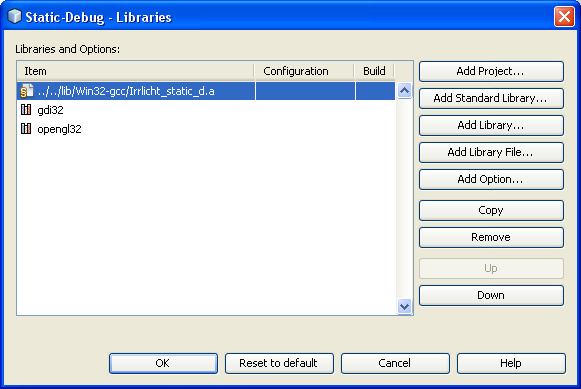 Static-Debug - Libraries
Libraries and Options:
Item Configuration Build
../../lib/Win32-gcc/Irrlicht_static_d.a
gdi32
opengl32
Add Project...
Add Standard Library...
Add Library...
Add Library File...
Add Option...
Copy
Remove
Up
Down
OK Reset to default Cancel Help